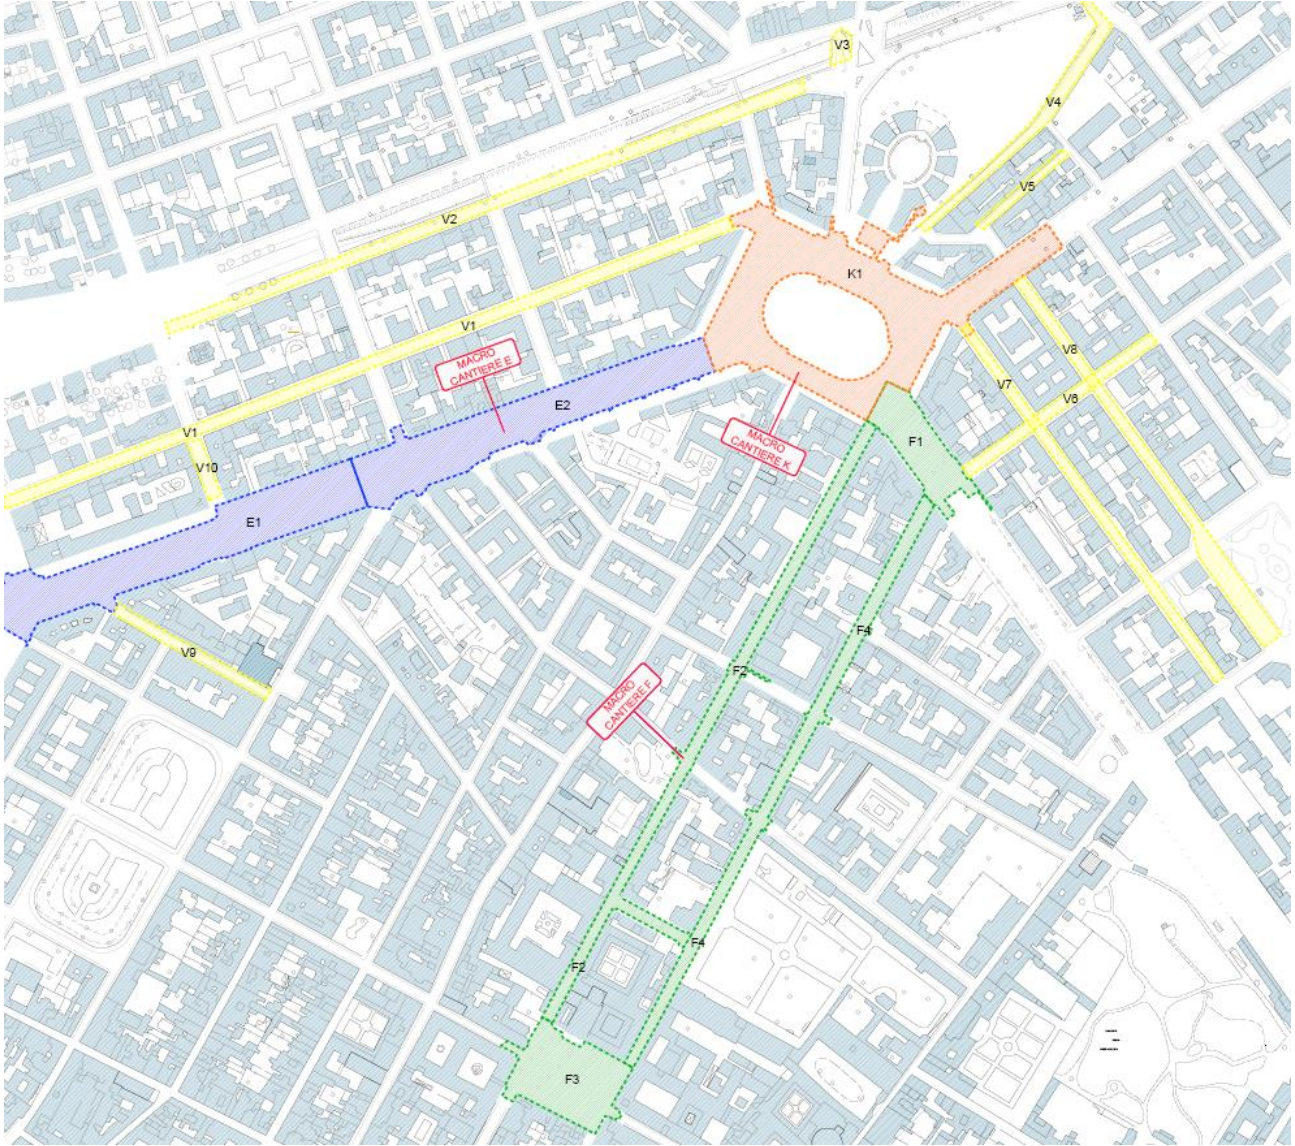 V3
V4
V5
V2
K1
V1
MACRO
CANTIERE E
V8
V7
V6
E2
MACRO
CANTIERE K
F1
V1
V10
E1
F4
V9
F2
MACRO
CANTIERE F
F4
F2
F3